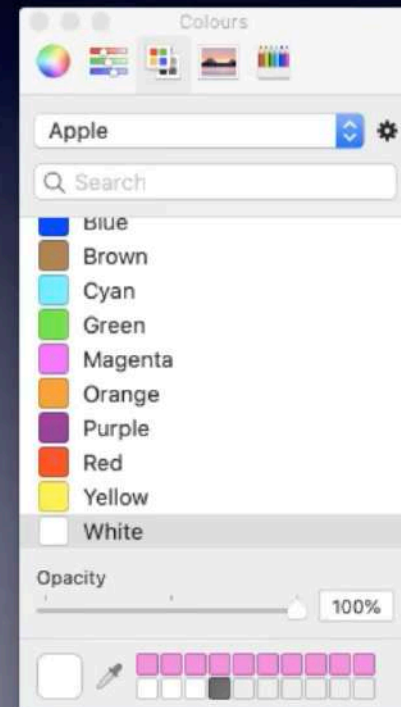 Colours
Apple
Search
Blue
Brown
Cyan
Green
Magenta
Orange
Purple
Red
Yellow
White
Opacity
100%